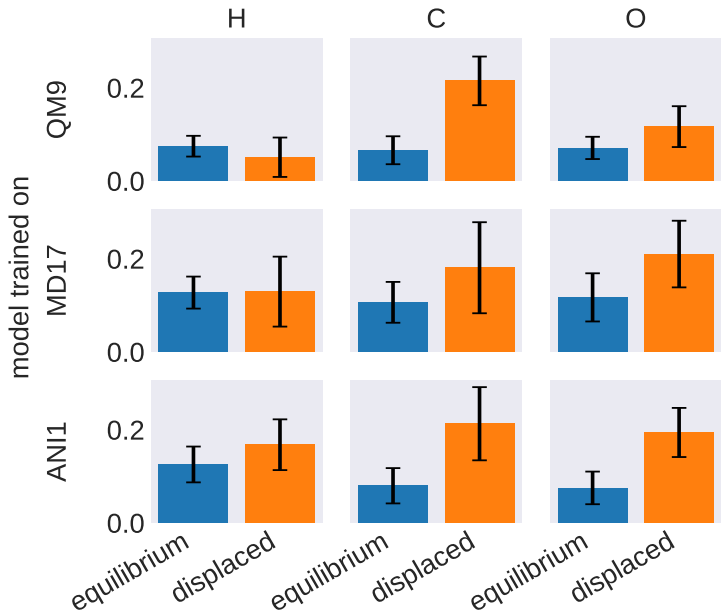 H C O
model trained on
QM9
0.2
0.0
MD17
0.2
0.0
ANI1
0.2
0.0
equilibrium displaced equilibrium displaced equilibrium displaced